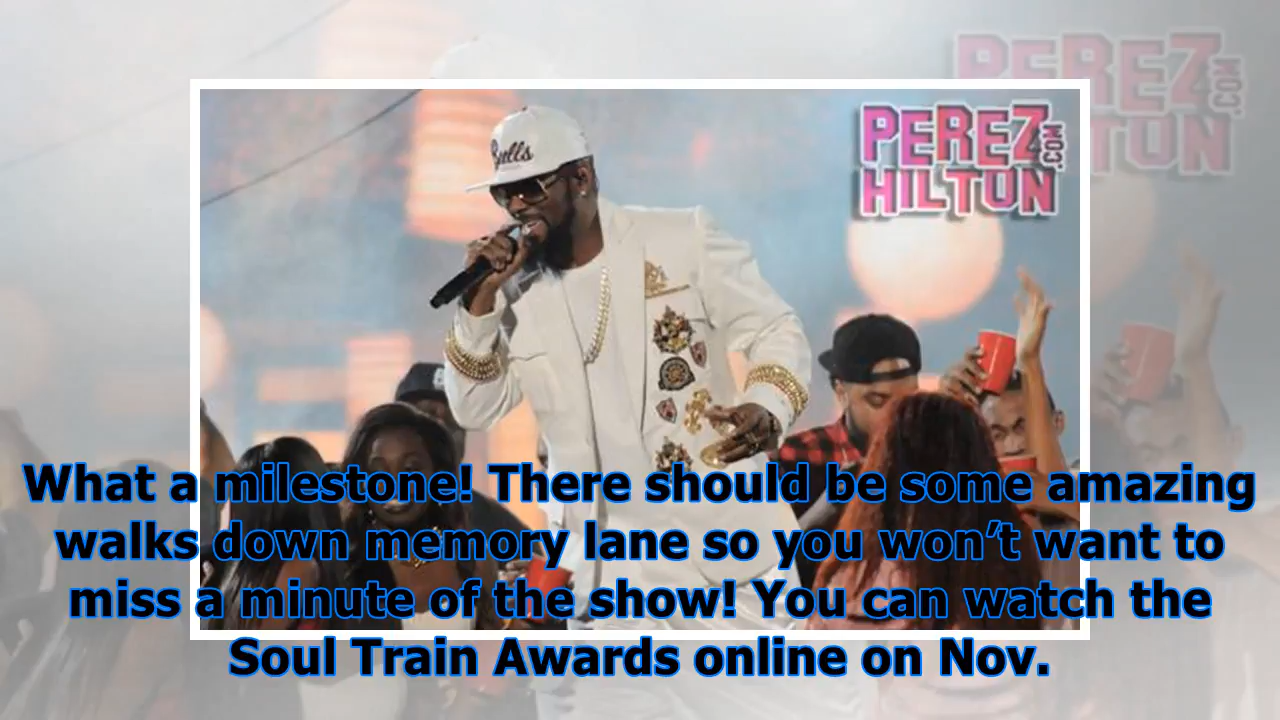 PEREZ
.COM
HILTON
PEREZ
.COM
HILTON
Bulls
What a milestone! There should be some amazing
walks down memory lane so you won’t want to
miss a minute of the show! You can watch the
Soul Train Awards online on Nov.